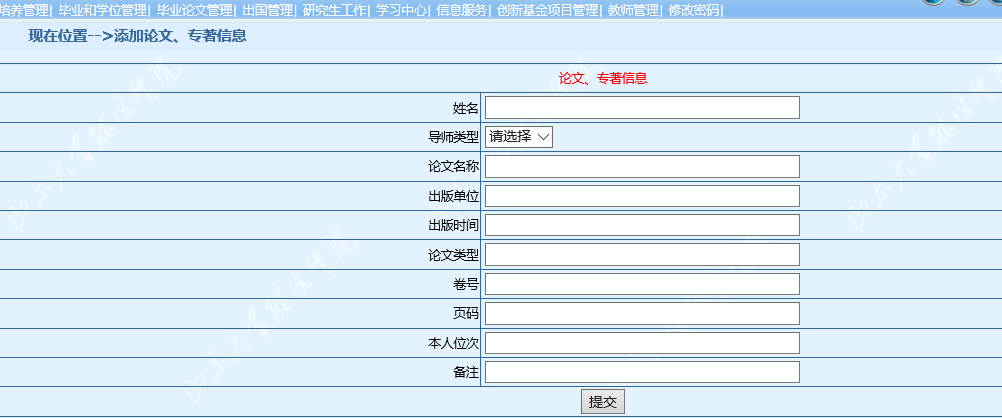 培养管理| 毕业和学位管理| 毕业论文管理| 出国管理| 研究生工作| 学习中心| 信息服务| 创新基金项目管理| 教师管理| 修改密码|
现在位置-->添加论文、专著信息
论文、专著信息
姓名
导师类型 请选择
论文名称
出版单位
出版时间
论文类型
卷号
页码
本人位次
备注
提交